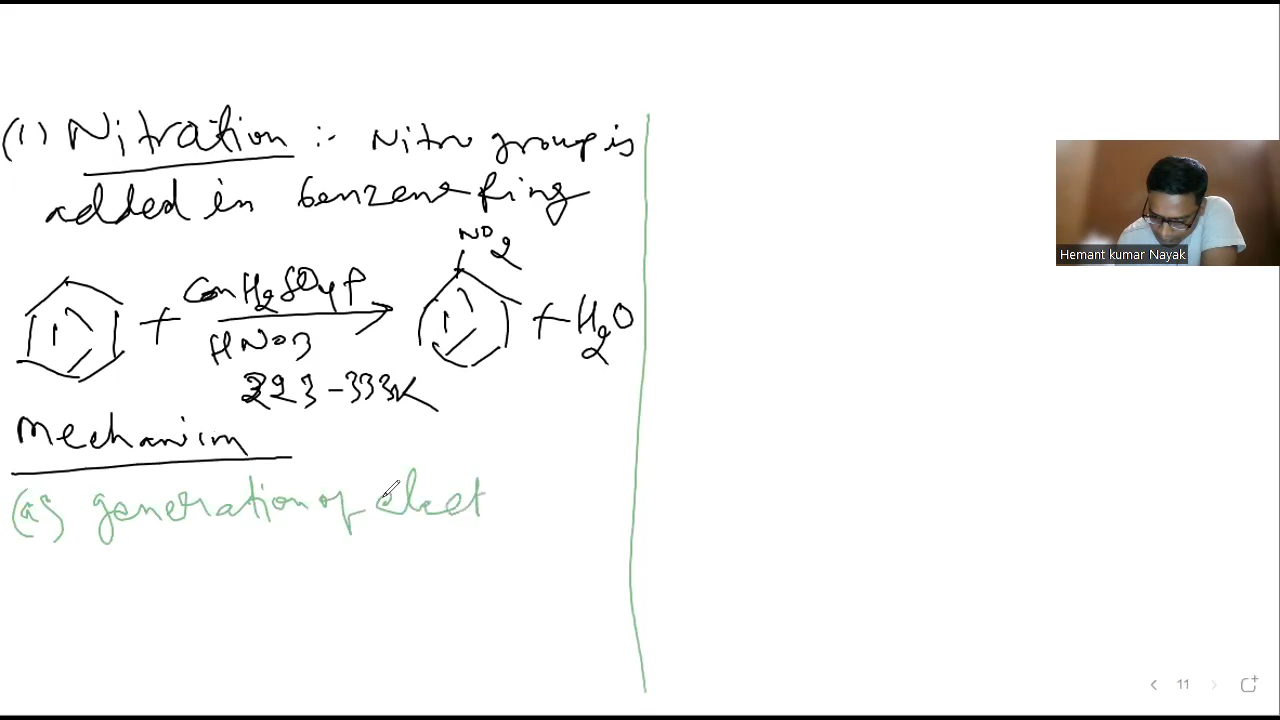 (1) Nitration :- Nitro group is
added in benzene ring
NO2
Con H2SO4 +
+ HNO3 + H2O
323-333K
Mechanism
(a) generation of elect
Hemant kumar Nayak
11